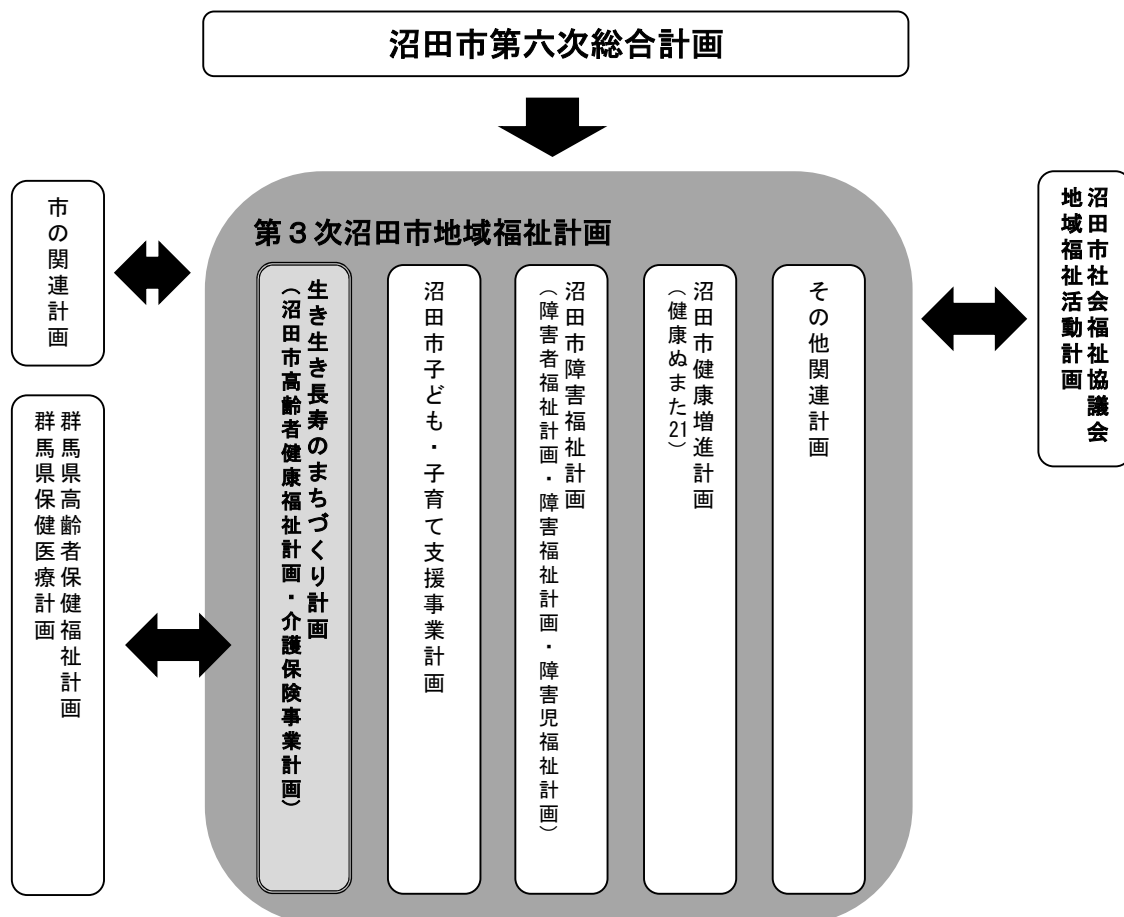 沼田市第六次総合計画
市の関連計画
群馬県高齢者保健福祉計画
群馬県保健医療計画
第３次沼田市地域福祉計画
生き生き長寿のまちづくり計画
（沼田市高齢者健康福祉計画・介護保険事業計画）
沼田市子ども・子育て支援事業計画
沼田市障害福祉計画
（障害者福祉計画・障害福祉計画・障害児福祉計画）
沼田市健康増進計画
（健康ぬまた21）
その他関連計画
沼田市社会福祉協議会
地域福祉活動計画